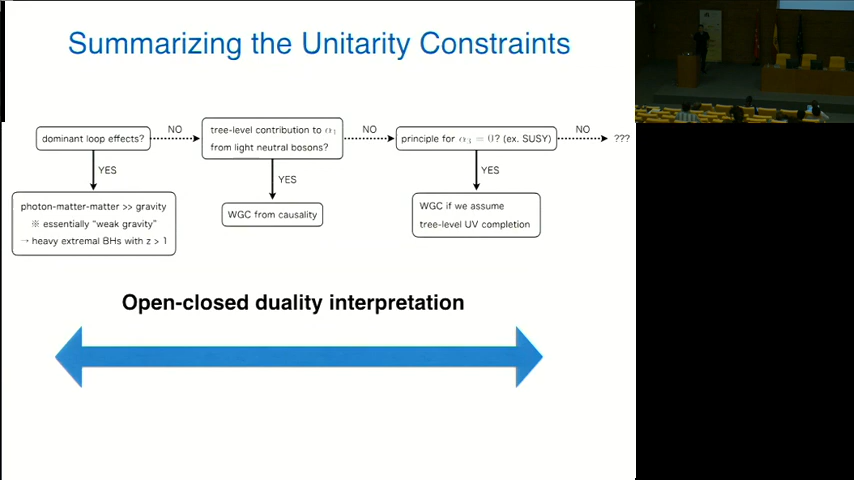 Summarizing the Unitarity Constraints
dominant loop effects?
NO
tree-level contribution to α₁
from light neutral bosons?
NO
principle for α₃ = 0? (ex. SUSY)
NO
???
YES
YES
YES
photon-matter-matter >> gravity
※ essentially "weak gravity"
→ heavy extremal BHs with z > 1
WGC from causality
WGC if we assume
tree-level UV completion
Open-closed duality interpretation